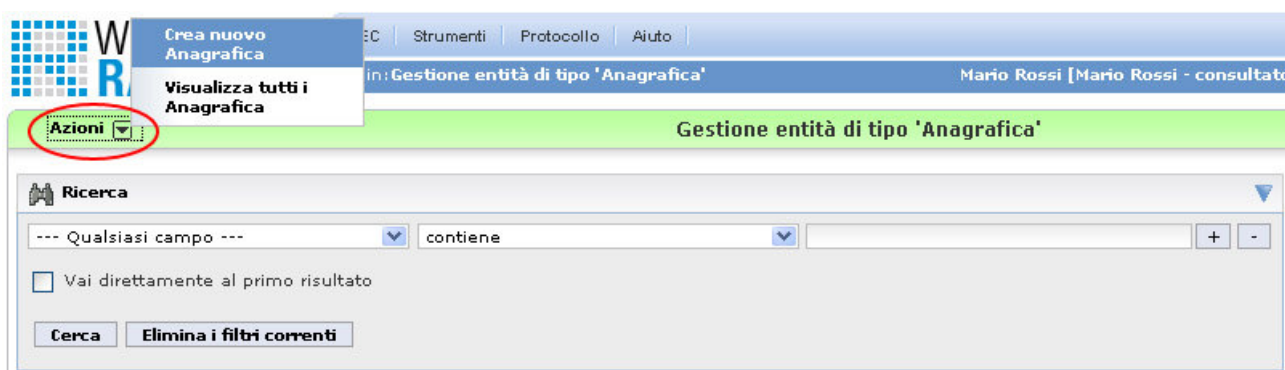 W
Crea nuovo
Anagrafica
EC Strumenti Protocollo Aiuto
R
Visualizza tutti i
Anagrafica
in: Gestione entità di tipo 'Anagrafica' Mario Rossi [Mario Rossi - consultato
Azioni Gestione entità di tipo 'Anagrafica'
Ricerca
--- Qualsiasi campo --- contiene + -
Vai direttamente al primo risultato
Cerca Elimina i filtri correnti